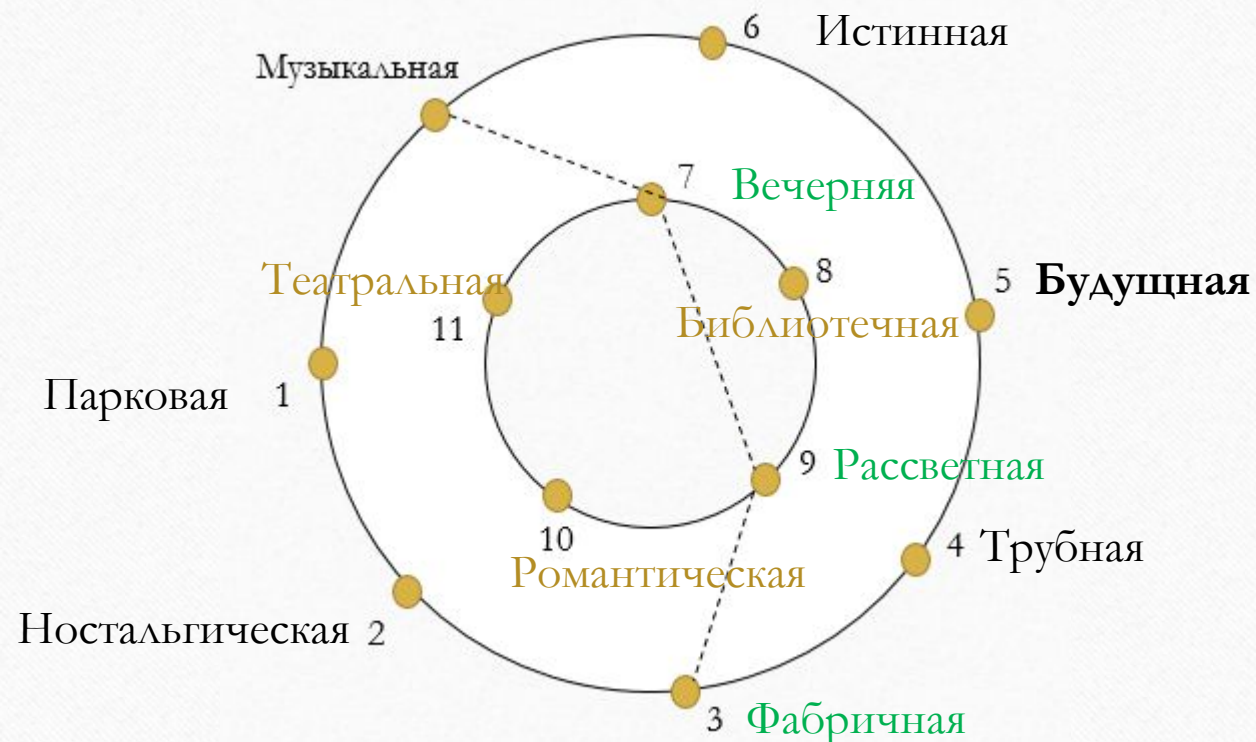 6 Истинная
Музыкальная
7 Вечерняя
8
Театральная
5 Будущная
11
Библиотечная
Парковая 1
9 Рассветная
10
4 Трубная
Романтическая
Ностальгическая 2
3 Фабричная